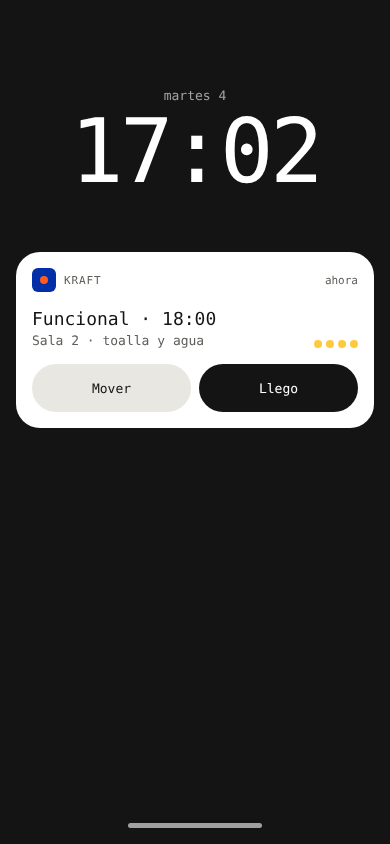 martes 4
17:02
KRAFT
ahora
Funcional · 18:00
Sala 2 · toalla y agua
Mover
Llego